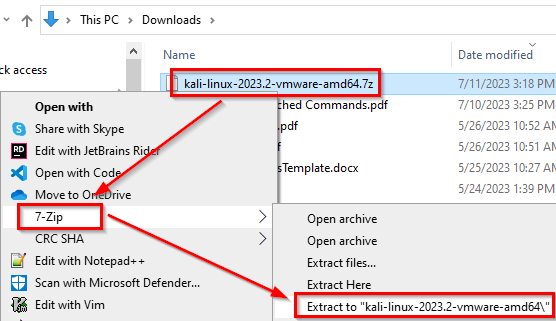 This PC > Downloads >
Name
Date modified
ck access
kali-linux-2023.2-vmware-amd64.7z
7/11/2023 3:18 PM
Open with
ched Commands.pdf
7/10/2023 3:25 PM
Share with Skype
.pdf
5/26/2023 10:52 AM
Edit with JetBrains Rider
5/26/2023 10:51 AM
Open with Code
sTemplate.docx
5/25/2023 10:27 AM
Move to OneDrive
5/24/2023 1:39 PM
7-Zip
CRC SHA
Edit with Notepad++
Scan with Microsoft Defender...
Edit with Vim
Open archive
Open archive
Extract files...
Extract Here
Extract to "kali-linux-2023.2-vmware-amd64\"